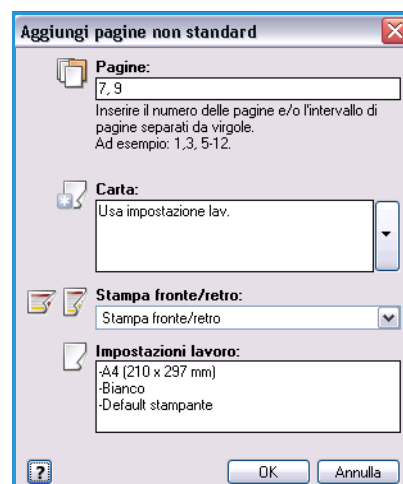 Aggiungi pagine non standard
Pagine:
7, 9
Inserire il numero delle pagine e/o l'intervallo di
pagine separati da virgole.
Ad esempio: 1,3, 5-12.
Carta:
Usa impostazione lav.
Stampa fronte/retro:
Stampa fronte/retro
Impostazioni lavoro:
-A4 (210 x 297 mm)
-Bianco
-Default stampante
?
OK
Annulla